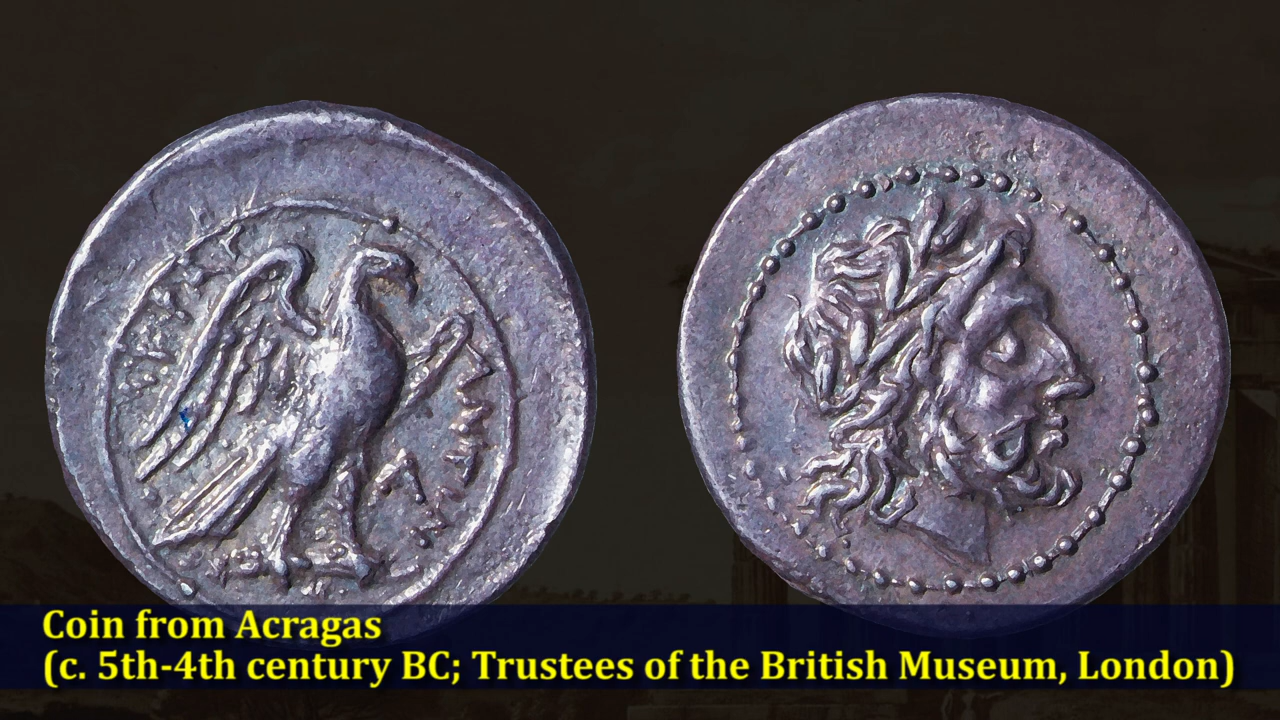 Coin from Acragas
(c. 5th-4th century BC; Trustees of the British Museum, London)